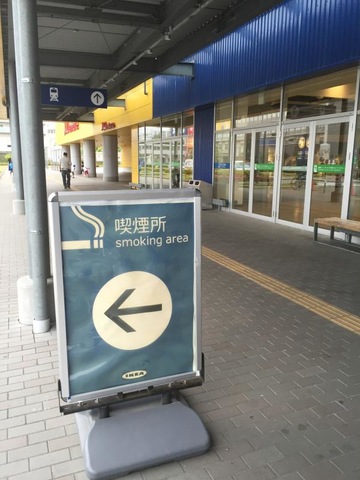 喫煙所
smoking area
IKEA